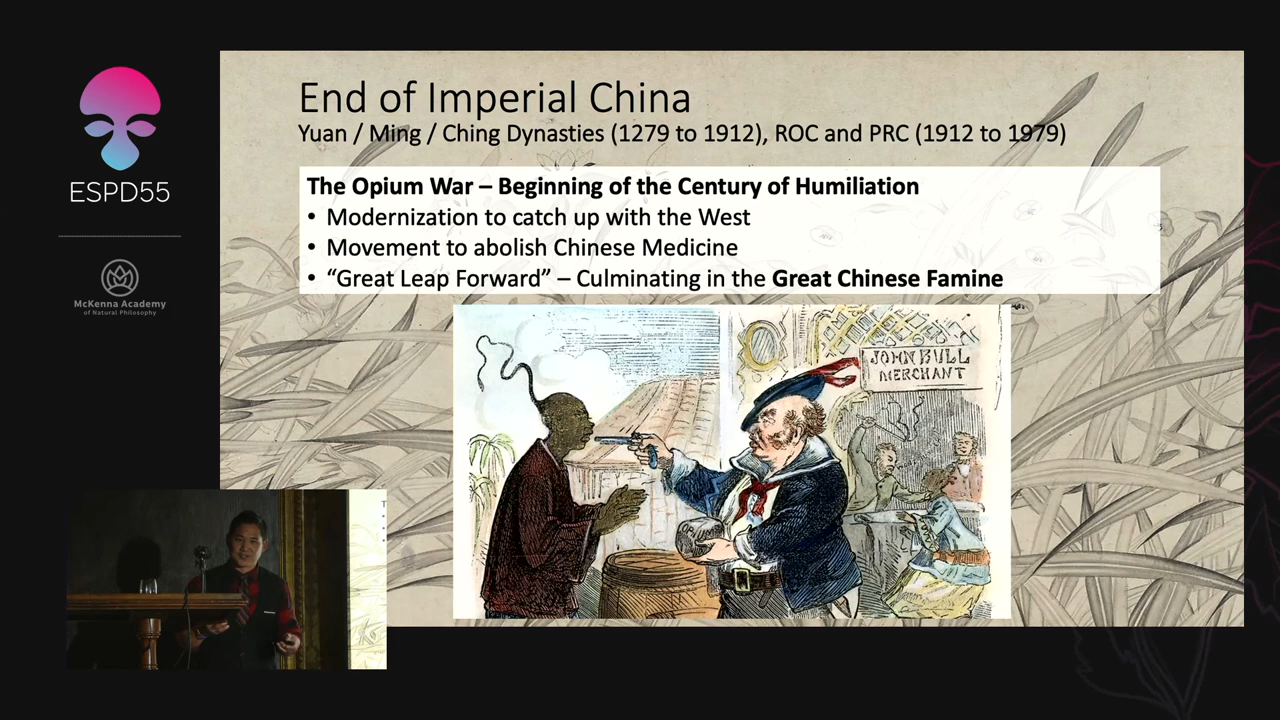 ESPD55
McKenna Academy
of Natural Philosophy
End of Imperial China
Yuan / Ming / Ching Dynasties (1279 to 1912), ROC and PRC (1912 to 1979)
The Opium War – Beginning of the Century of Humiliation
• Modernization to catch up with the West
• Movement to abolish Chinese Medicine
• “Great Leap Forward” – Culminating in the Great Chinese Famine
JOHN BULL
MERCHANT
T